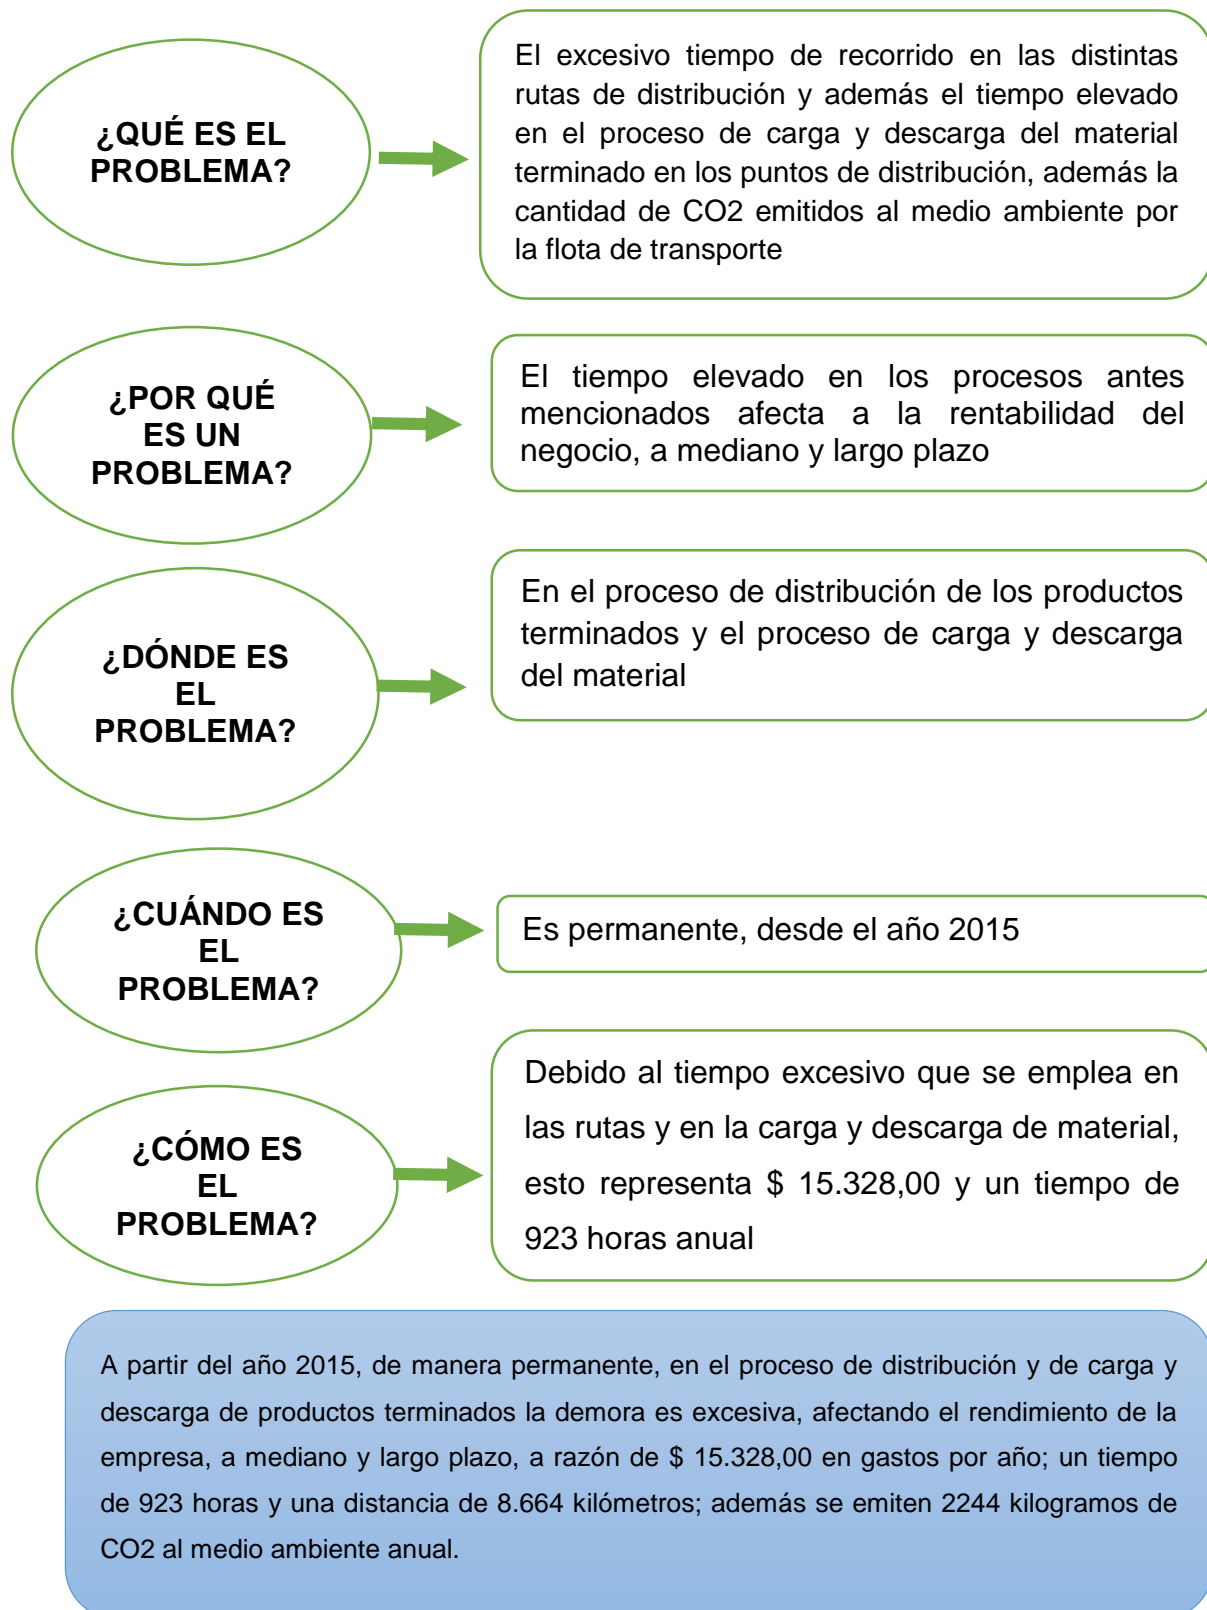 ¿QUÉ ES EL
PROBLEMA?
El excesivo tiempo de recorrido en las distintas
rutas de distribución y además el tiempo elevado
en el proceso de carga y descarga del material
terminado en los puntos de distribución, además la
cantidad de CO2 emitidos al medio ambiente por
la flota de transporte
¿POR QUÉ
ES UN
PROBLEMA?
El tiempo elevado en los procesos antes
mencionados afecta a la rentabilidad del
negocio, a mediano y largo plazo
¿DÓNDE ES
EL
PROBLEMA?
En el proceso de distribución de los productos
terminados y el proceso de carga y descarga
del material
¿CUÁNDO ES
EL
PROBLEMA?
Es permanente, desde el año 2015
¿CÓMO ES
EL
PROBLEMA?
Debido al tiempo excesivo que se emplea en
las rutas y en la carga y descarga de material,
esto representa $ 15.328,00 y un tiempo de
923 horas anual
A partir del año 2015, de manera permanente, en el proceso de distribución y de carga y
descarga de productos terminados la demora es excesiva, afectando el rendimiento de la
empresa, a mediano y largo plazo, a razón de $ 15.328,00 en gastos por año; un tiempo
de 923 horas y una distancia de 8.664 kilómetros; además se emiten 2244 kilogramos de
CO2 al medio ambiente anual.